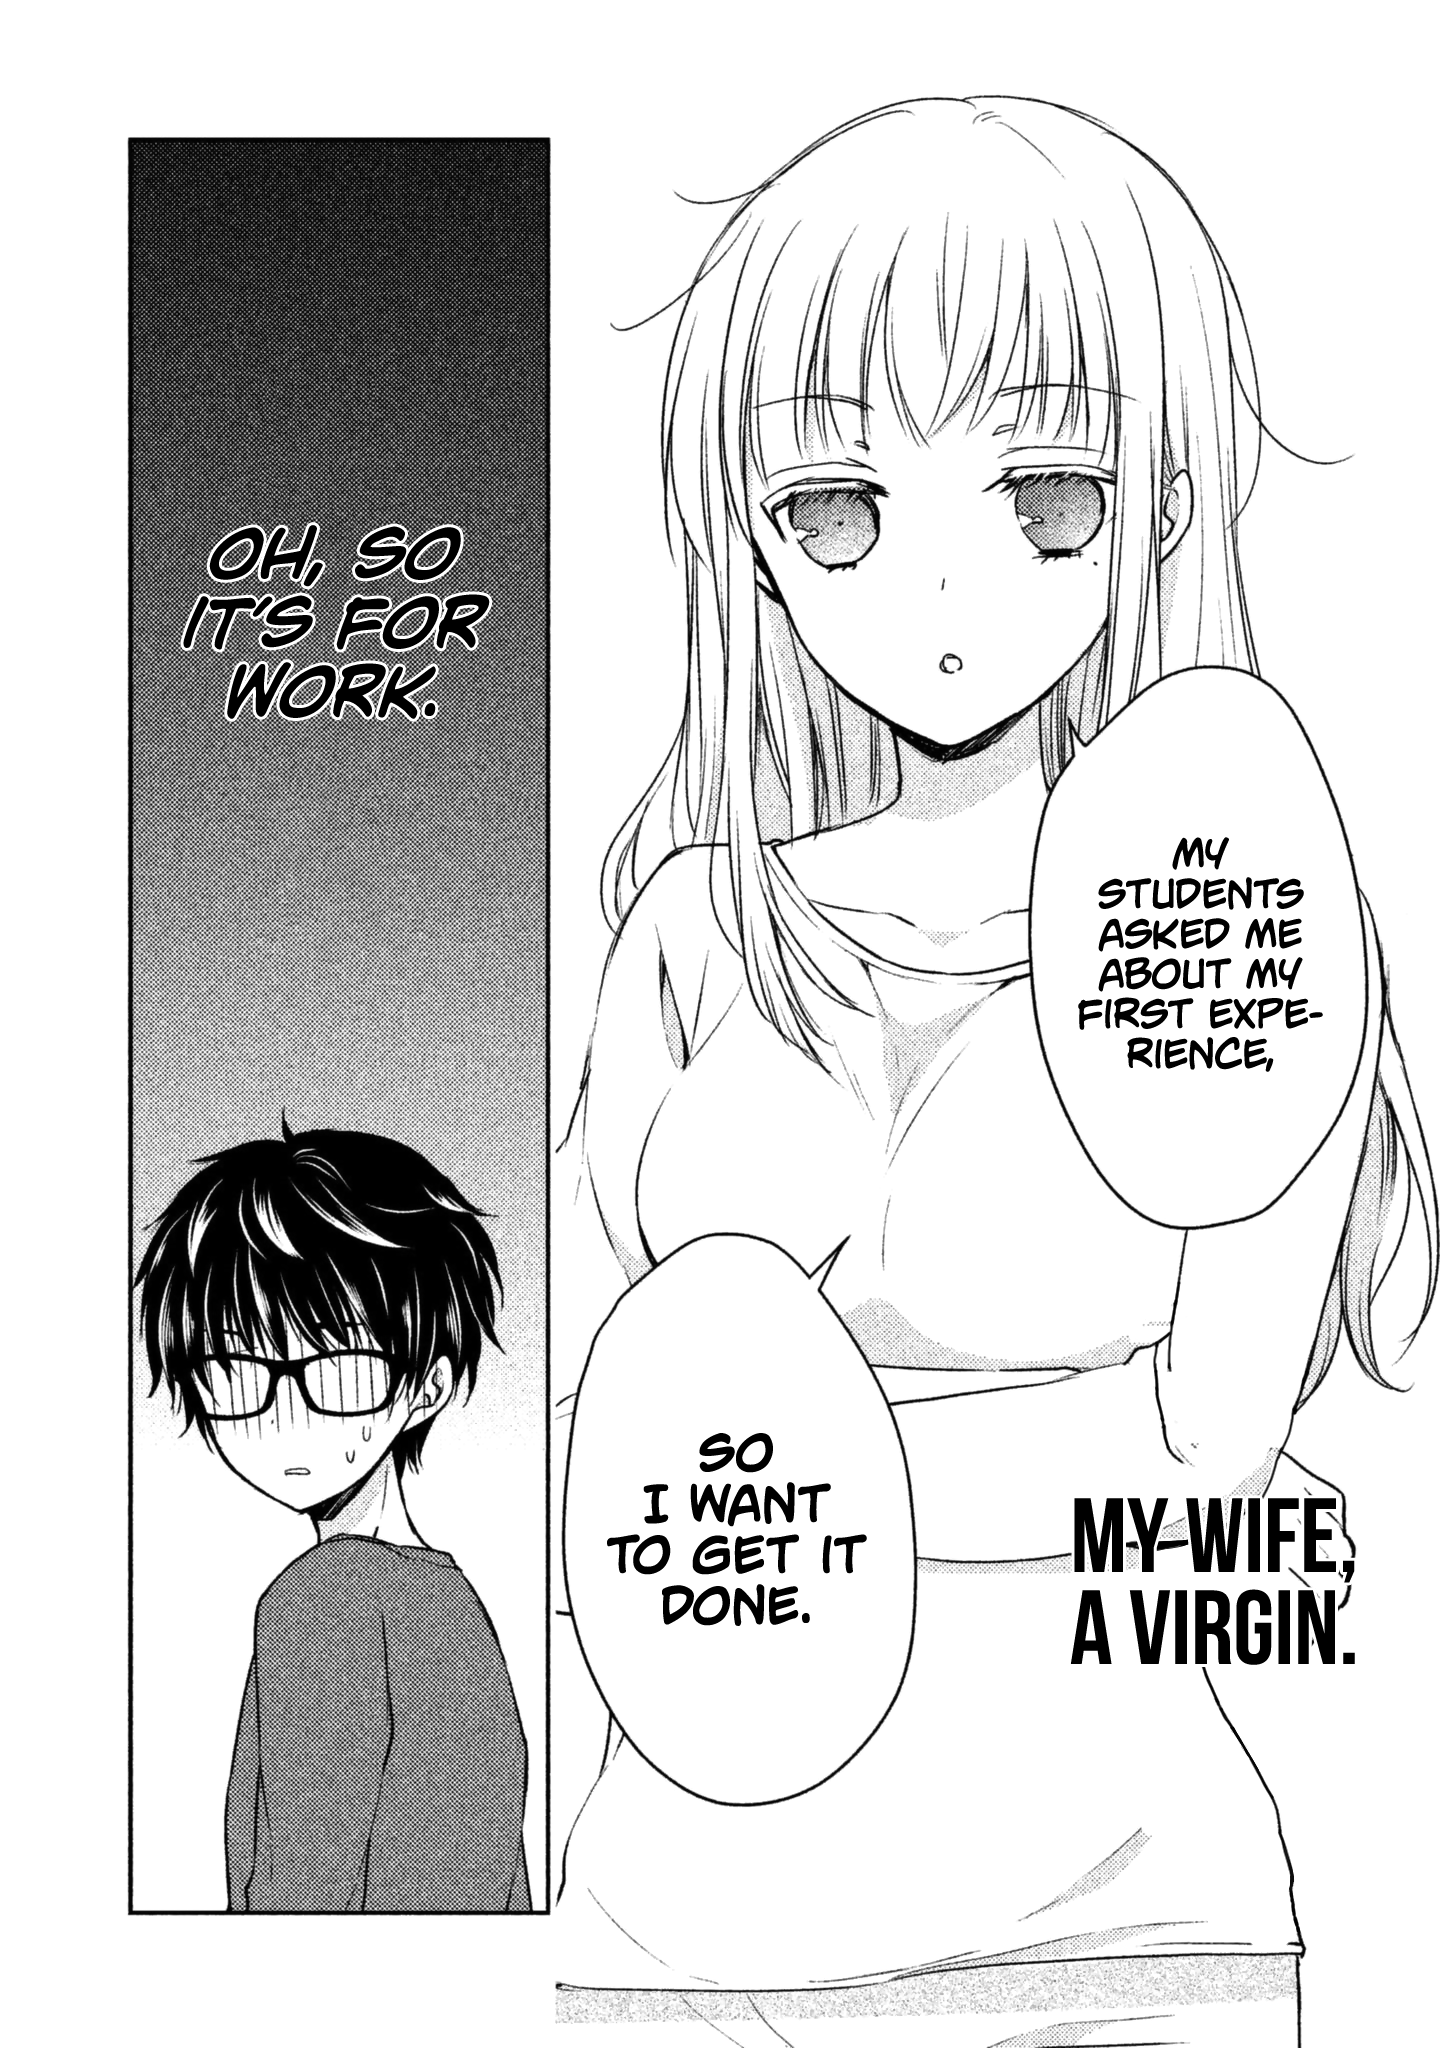 MY
STUDENTS
ASKED ME
ABOUT MY
FIRST EXPE-
RIENCE,
SO
I WANT
TO GET IT
DONE.
MY WIFE,
A VIRGIN.
OH, SO
IT'S FOR
WORK.